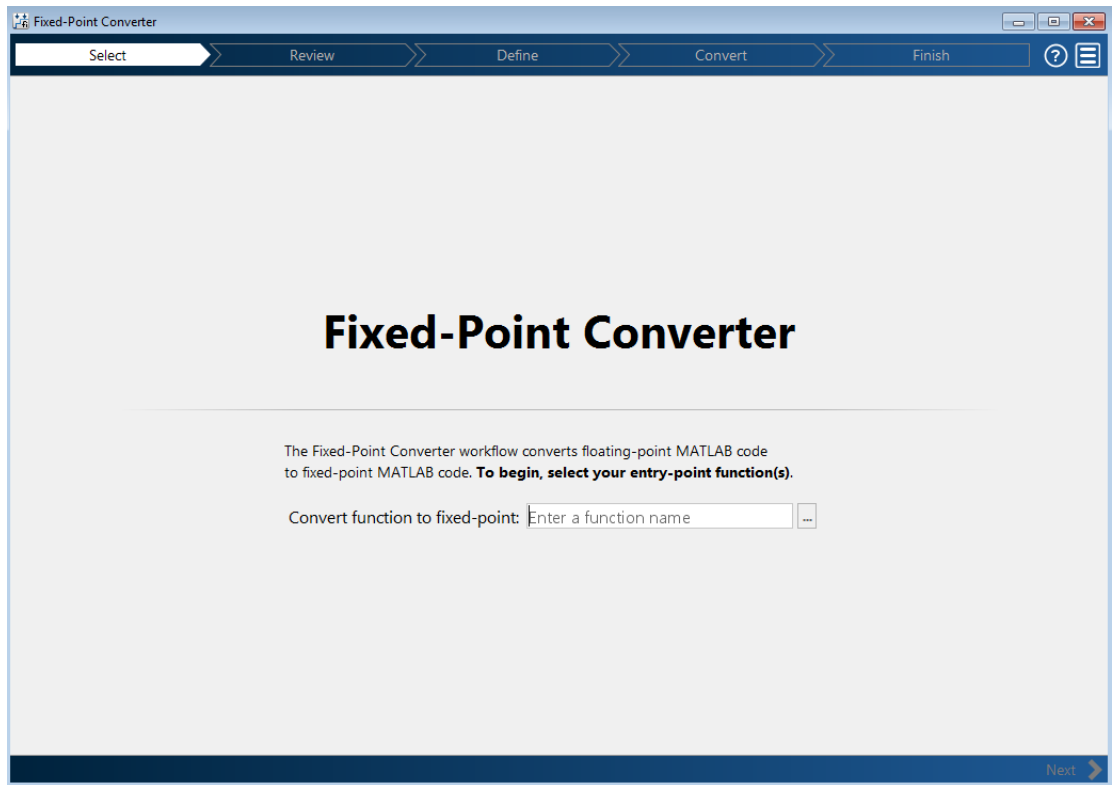 Fixed-Point Converter
Select
Review
Define
Convert
Finish
?
Fixed-Point Converter
The Fixed-Point Converter workflow converts floating-point MATLAB code
to fixed-point MATLAB code. To begin, select your entry-point function(s).
Convert function to fixed-point: Enter a function name ...
Next